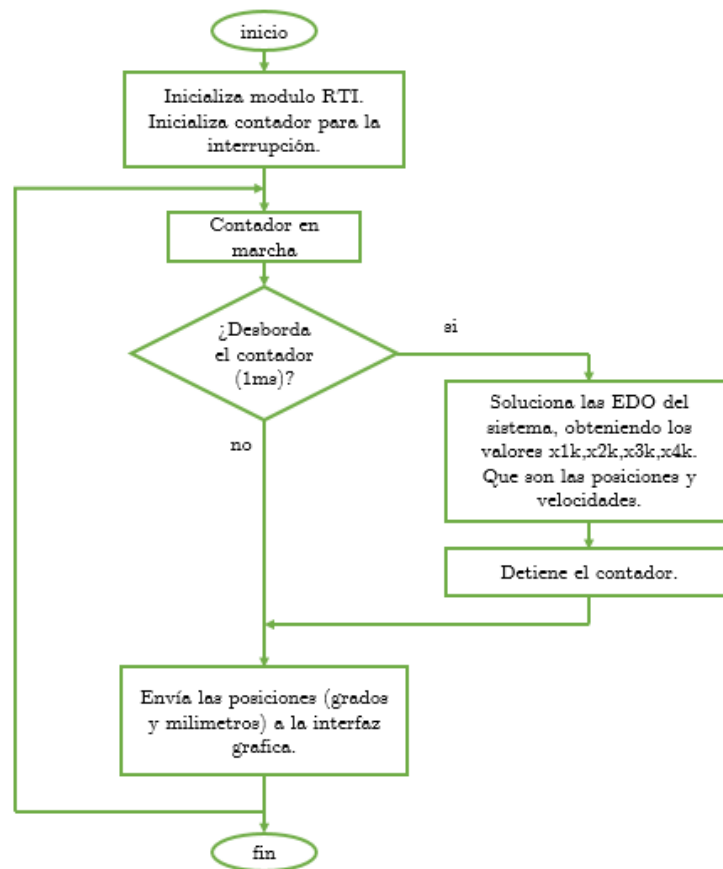 inicio
Inicializa modulo RTI.
Inicializa contador para la
interrupción.
Contador en
marcha
¿Desborda
el contador
(1ms)?
si
no
Soluciona las EDO del
sistema, obteniendo los
valores x1k,x2k,x3k,x4k.
Que son las posiciones y
velocidades.
Detiene el contador.
Envía las posiciones (grados
y milimetros) a la interfaz
grafica.
fin